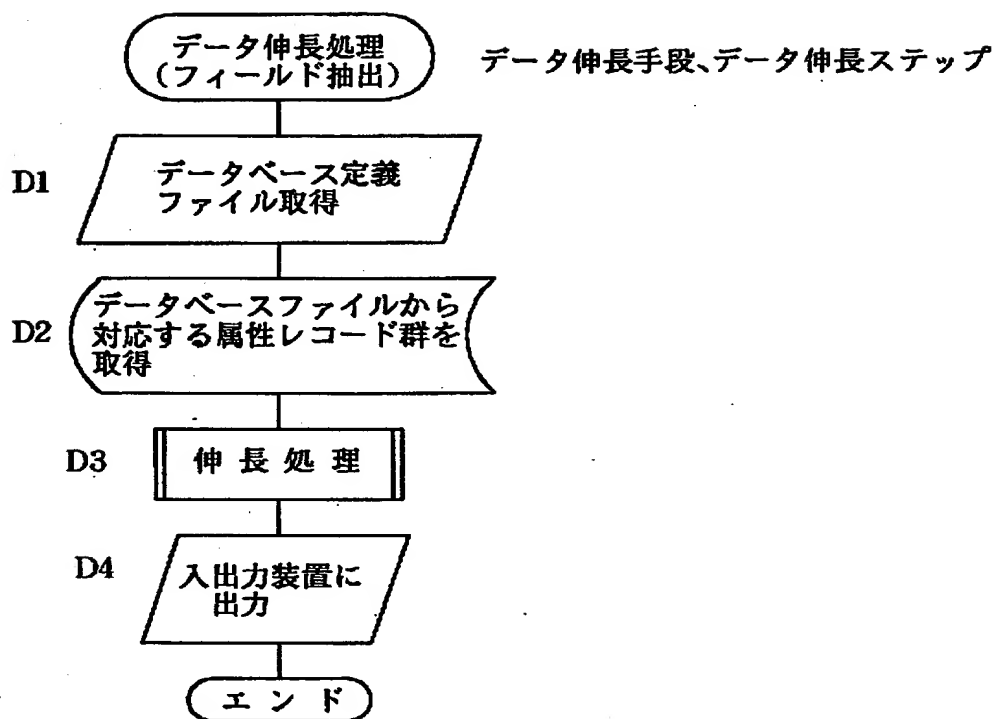 データ伸長処理
(フィールド抽出)
データ伸長手段、データ伸長ステップ
D1
データベース定義
ファイル取得
D2
データベースファイルから
対応する属性レコード群を
取得
D3
伸 長 処 理
D4
入出力装置に
出力
エ ン ド